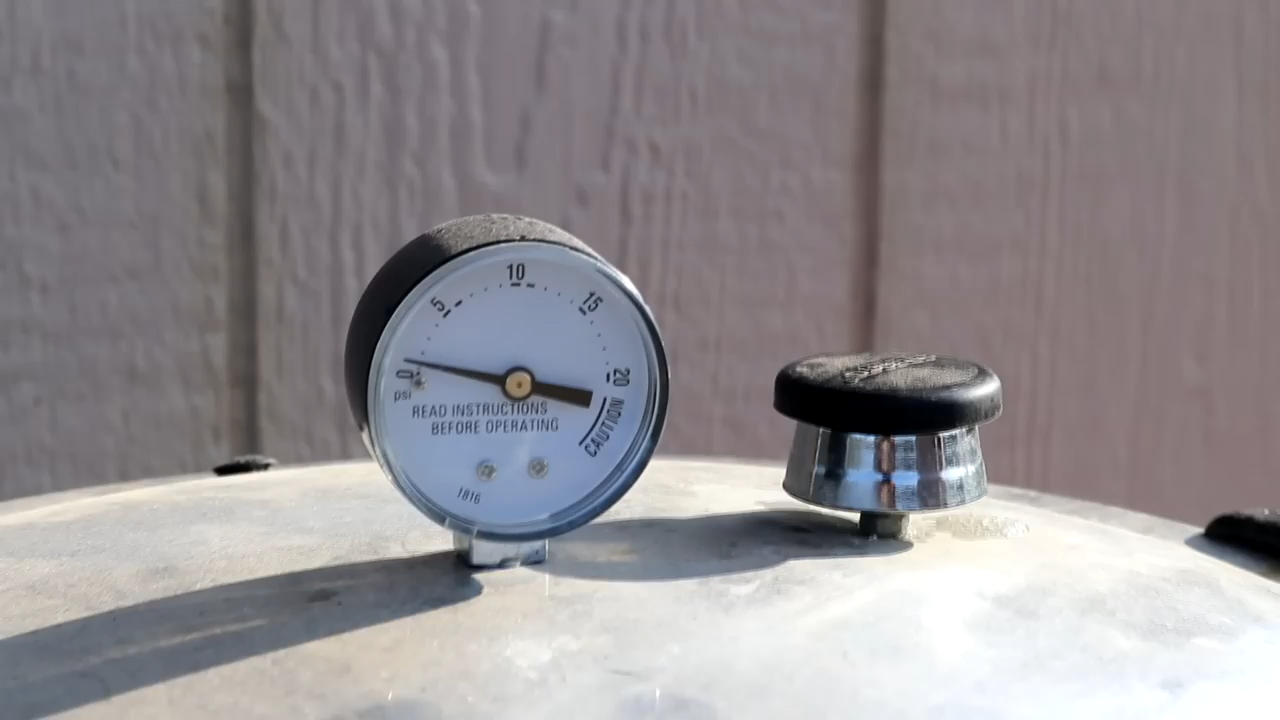 10
5
15
0
20
psi
READ INSTRUCTIONS
BEFORE OPERATING
CAUTION
1816